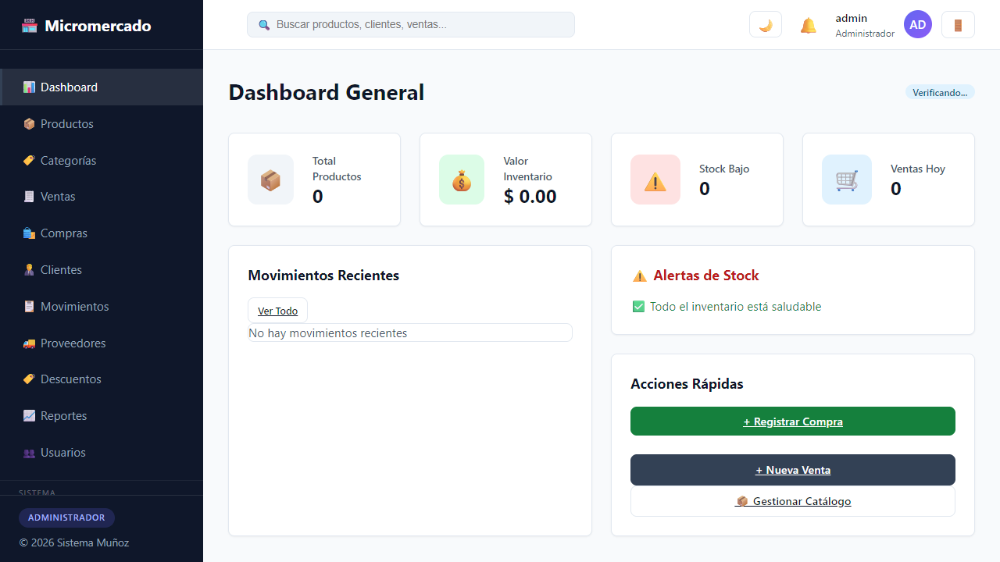 Micromercado
Dashboard
Productos
Categorías
Ventas
Compras
Clientes
Movimientos
Proveedores
Descuentos
Reportes
Usuarios
SISTEMA
ADMINISTRADOR
© 2026 Sistema Muñoz
Buscar productos, clientes, ventas...
admin
Administrador
AD
Dashboard General
Verificando...
Total
Productos
0
Valor
Inventario
$ 0.00
Stock Bajo
0
Ventas Hoy
0
Movimientos Recientes
Ver Todo
No hay movimientos recientes
Alertas de Stock
Todo el inventario está saludable
Acciones Rápidas
+ Registrar Compra
+ Nueva Venta
Gestionar Catálogo